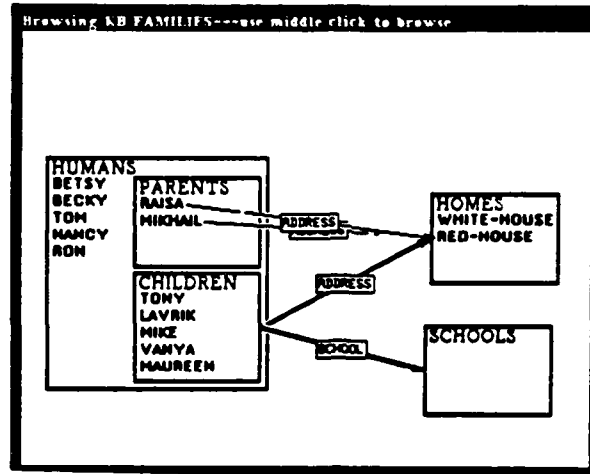 Browsing KB FAMILIES---use middle click to browse
HUMANS
BETSY
BECKY
TOM
NANCY
RON
PARENTS
RAISA
MIKHAIL
CHILDREN
TONY
LAVRIK
MIKE
VANYA
MAUREEN
ADDRESS
ADDRESS
SCHOOL
HOMES
WHITE-HOUSE
RED-HOUSE
SCHOOLS